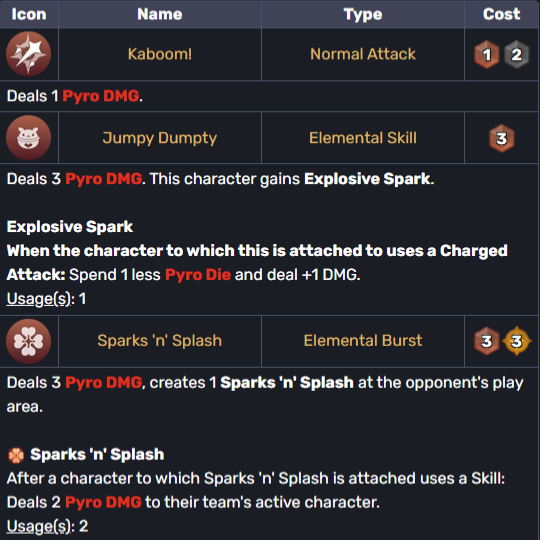 Icon Name Type Cost
Kaboom! Normal Attack 1 2
Deals 1 Pyro DMG.
Jumpy Dumpty Elemental Skill 3
Deals 3 Pyro DMG. This character gains Explosive Spark.
Explosive Spark
When the character to which this is attached to uses a Charged
Attack: Spend 1 less Pyro Die and deal +1 DMG.
Usage(s): 1
Sparks 'n' Splash Elemental Burst 3 3
Deals 3 Pyro DMG, creates 1 Sparks 'n' Splash at the opponent's play
area.
Sparks 'n' Splash
After a character to which Sparks 'n' Splash is attached uses a Skill:
Deals 2 Pyro DMG to their team's active character.
Usage(s): 2